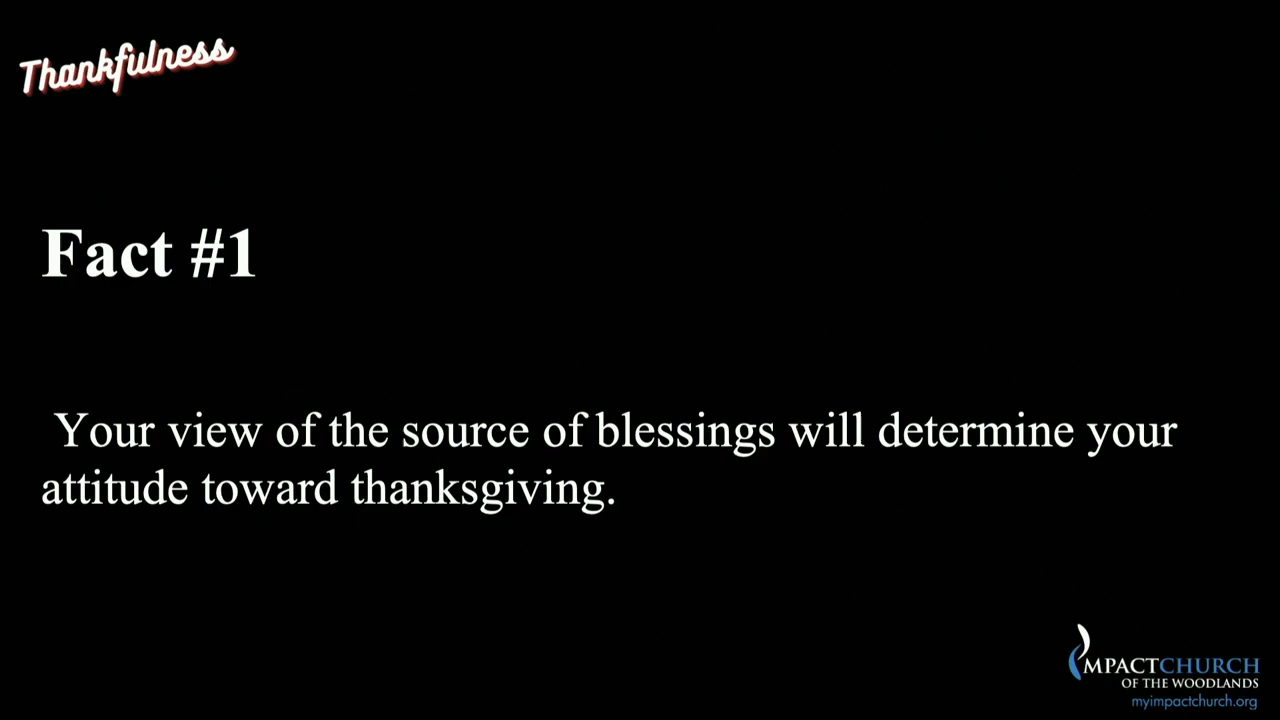 Thankfulness
Fact #1
Your view of the source of blessings will determine your
attitude toward thanksgiving.
IMPACTCHURCH
OF THE WOODLANDS
myimpactchurch.org